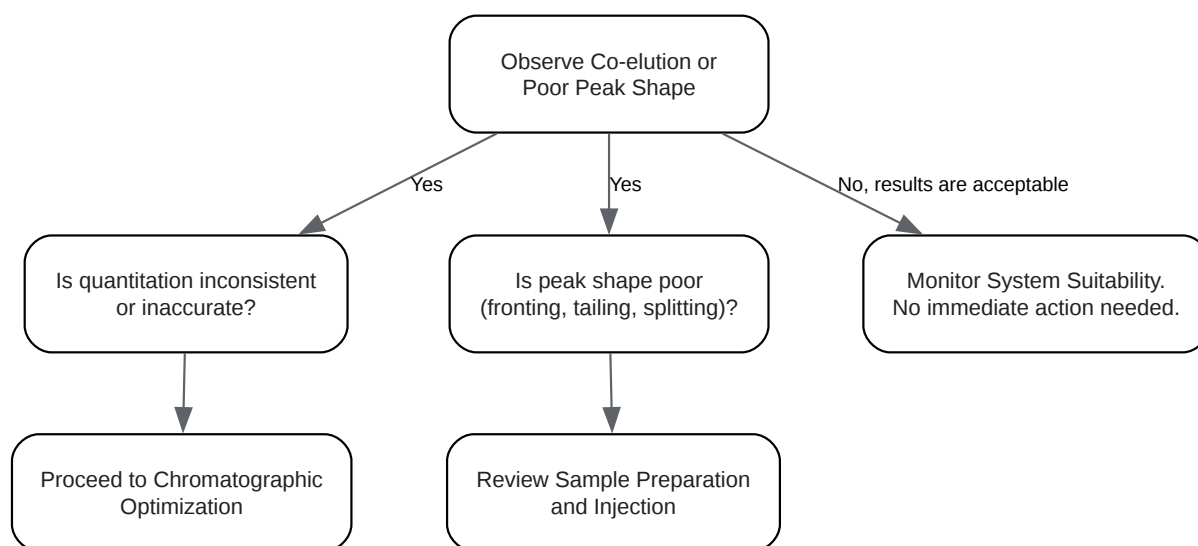 Observe Co-elution or
Poor Peak Shape
Yes
Yes
No, results are acceptable
Is quantitation inconsistent
or inaccurate?
Is peak shape poor
(fronting, tailing, splitting)?
Monitor System Suitability.
No immediate action needed.
Proceed to Chromatographic
Optimization
Review Sample Preparation
and Injection